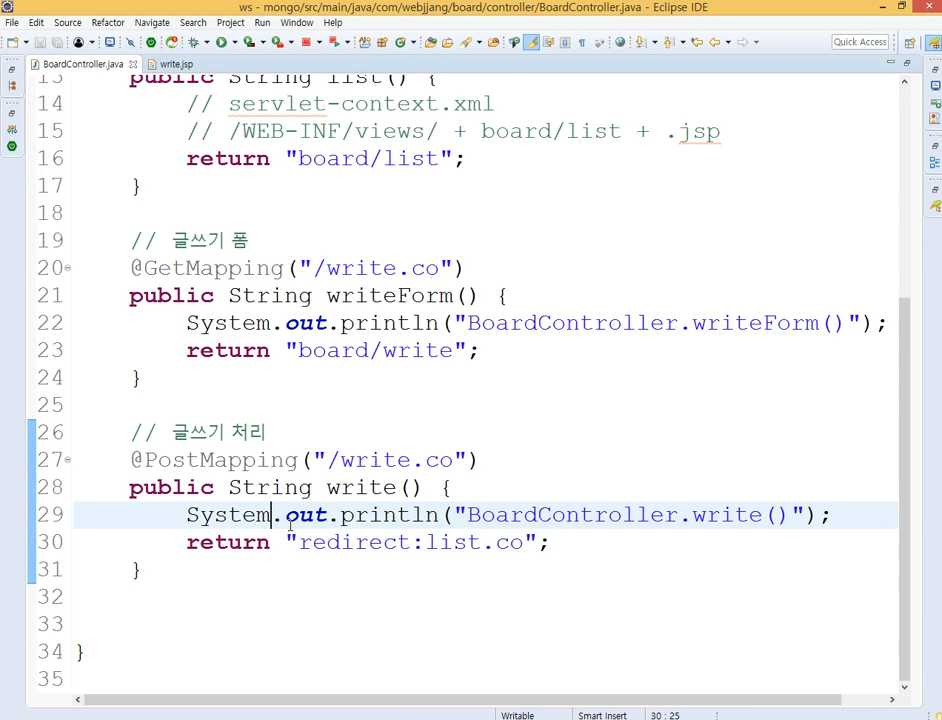 ws - mongo/src/main/java/com/webjjang/board/controller/BoardController.java - Eclipse IDE
File Edit Source Refactor Navigate Search Project Run Window Help
Quick Access
BoardController.java write.jsp
13 public String list() {
14 // servlet-context.xml
15 // /WEB-INF/views/ + board/list + .jsp
16 return "board/list";
17 }
18
19 // 글쓰기 폼
20 @GetMapping("/write.co")
21 public String writeForm() {
22 System.out.println("BoardController.writeForm()");
23 return "board/write";
24 }
25
26 // 글쓰기 처리
27 @PostMapping("/write.co")
28 public String write() {
29 System.out.println("BoardController.write()");
30 return "redirect:list.co";
31 }
32
33
34 }
35
Writable Smart Insert 30 : 25